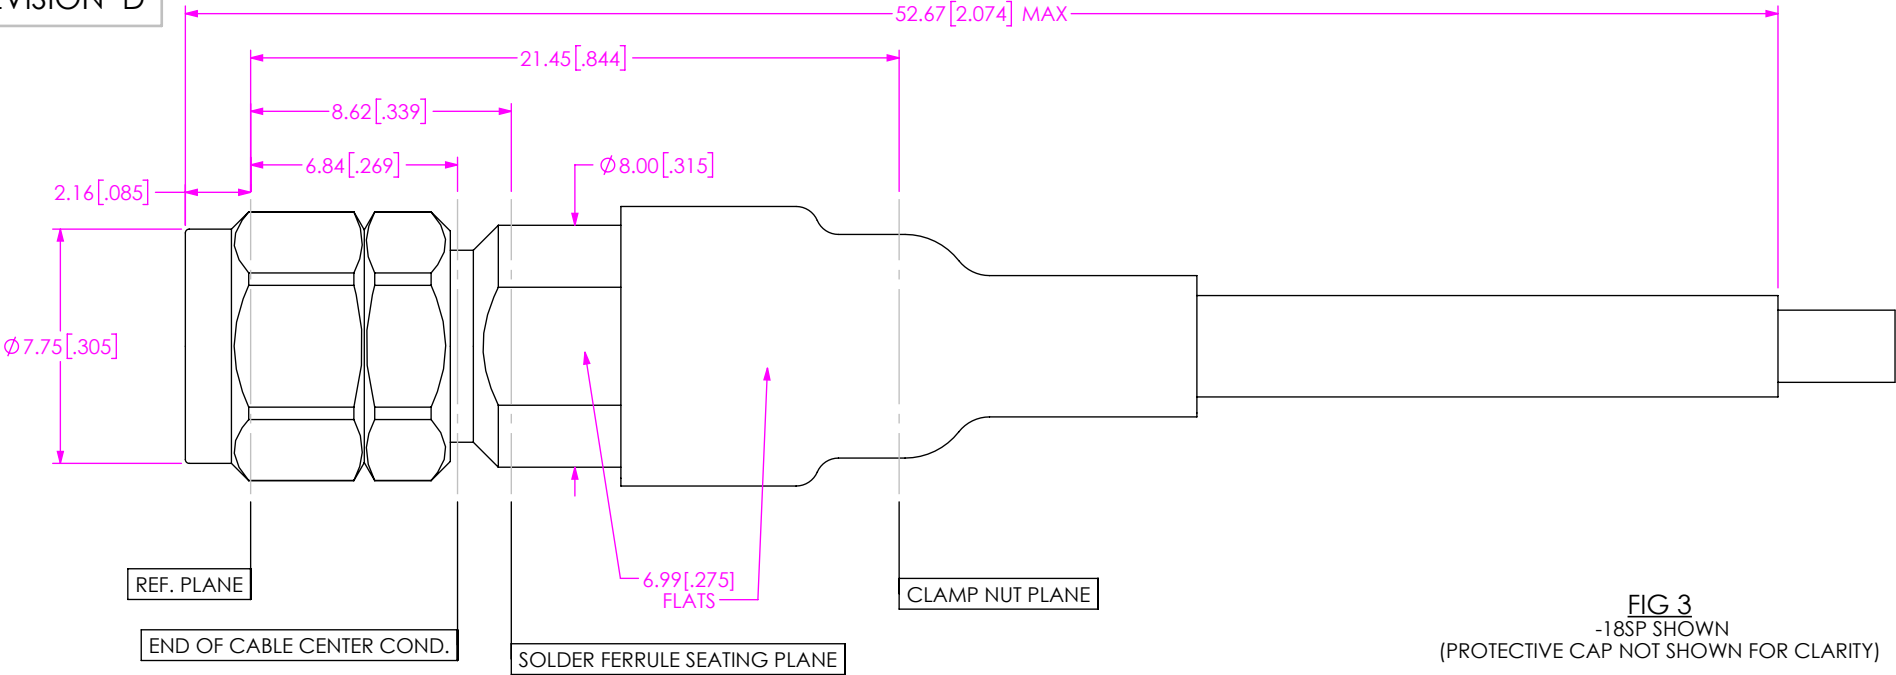 52.67[2.074] MAX
21.45[.844]
8.62[.339]
6.84[.269]
⌀8.00[.315]
2.16[.085]
⌀7.75[.305]
6.99[.275]
FLATS
REF. PLANE
CLAMP NUT PLANE
END OF CABLE CENTER COND.
SOLDER FERRULE SEATING PLANE
FIG 3
-18SP SHOWN
(PROTECTIVE CAP NOT SHOWN FOR CLARITY)